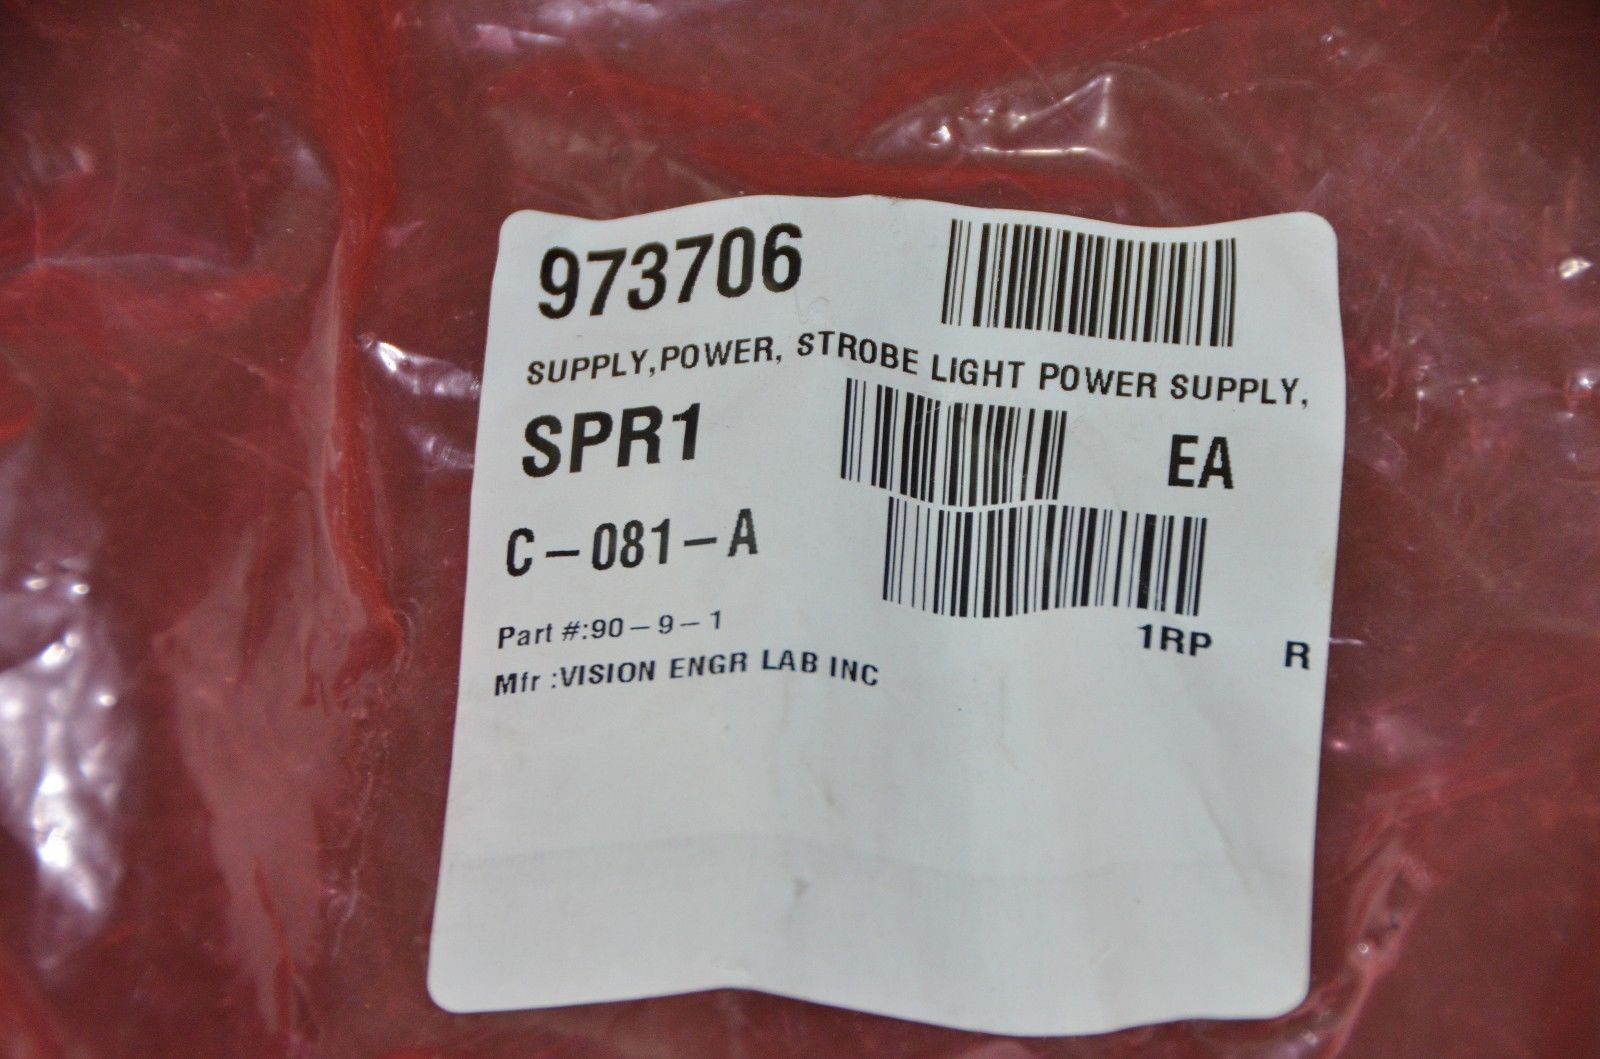 973706
SUPPLY,POWER, STROBE LIGHT POWER SUPPLY,
SPR1 EA
C-081-A
Part #:90-9-1 1RP R
Mfr :VISION ENGR LAB INC